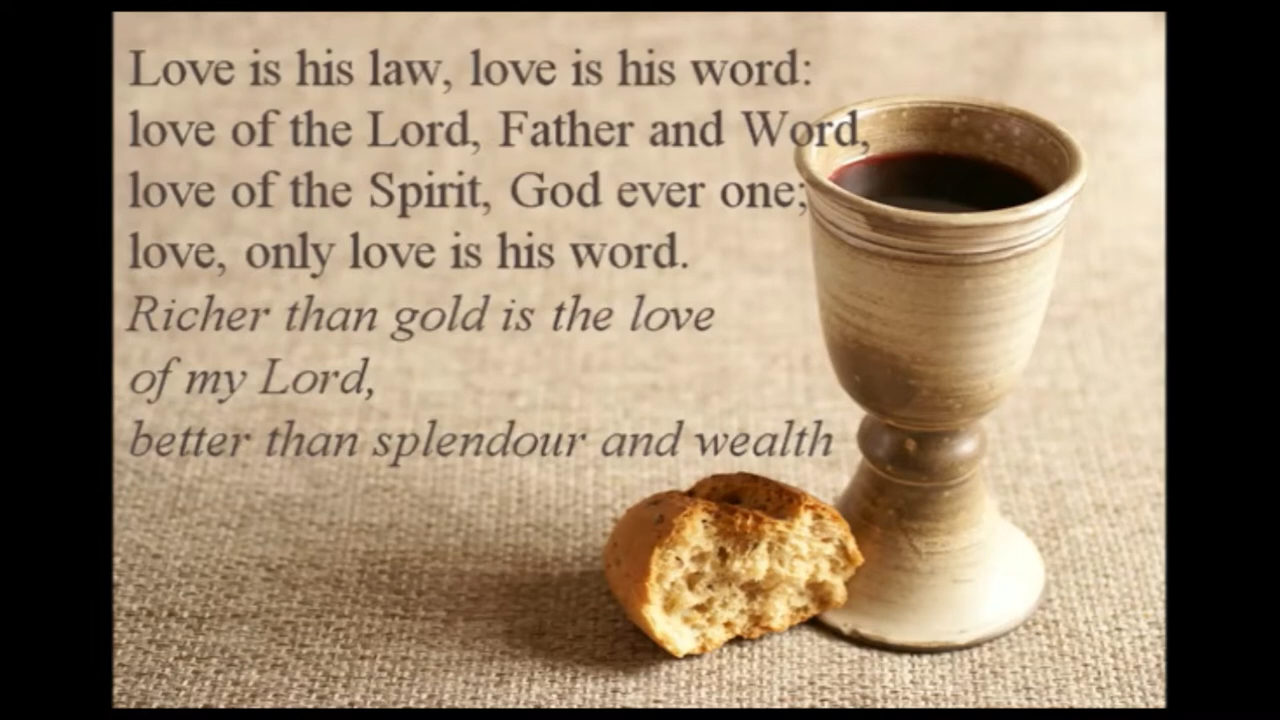 Love is his law, love is his word:
love of the Lord, Father and Word,
love of the Spirit, God ever one;
love, only love is his word.
Richer than gold is the love
of my Lord,
better than splendour and wealth